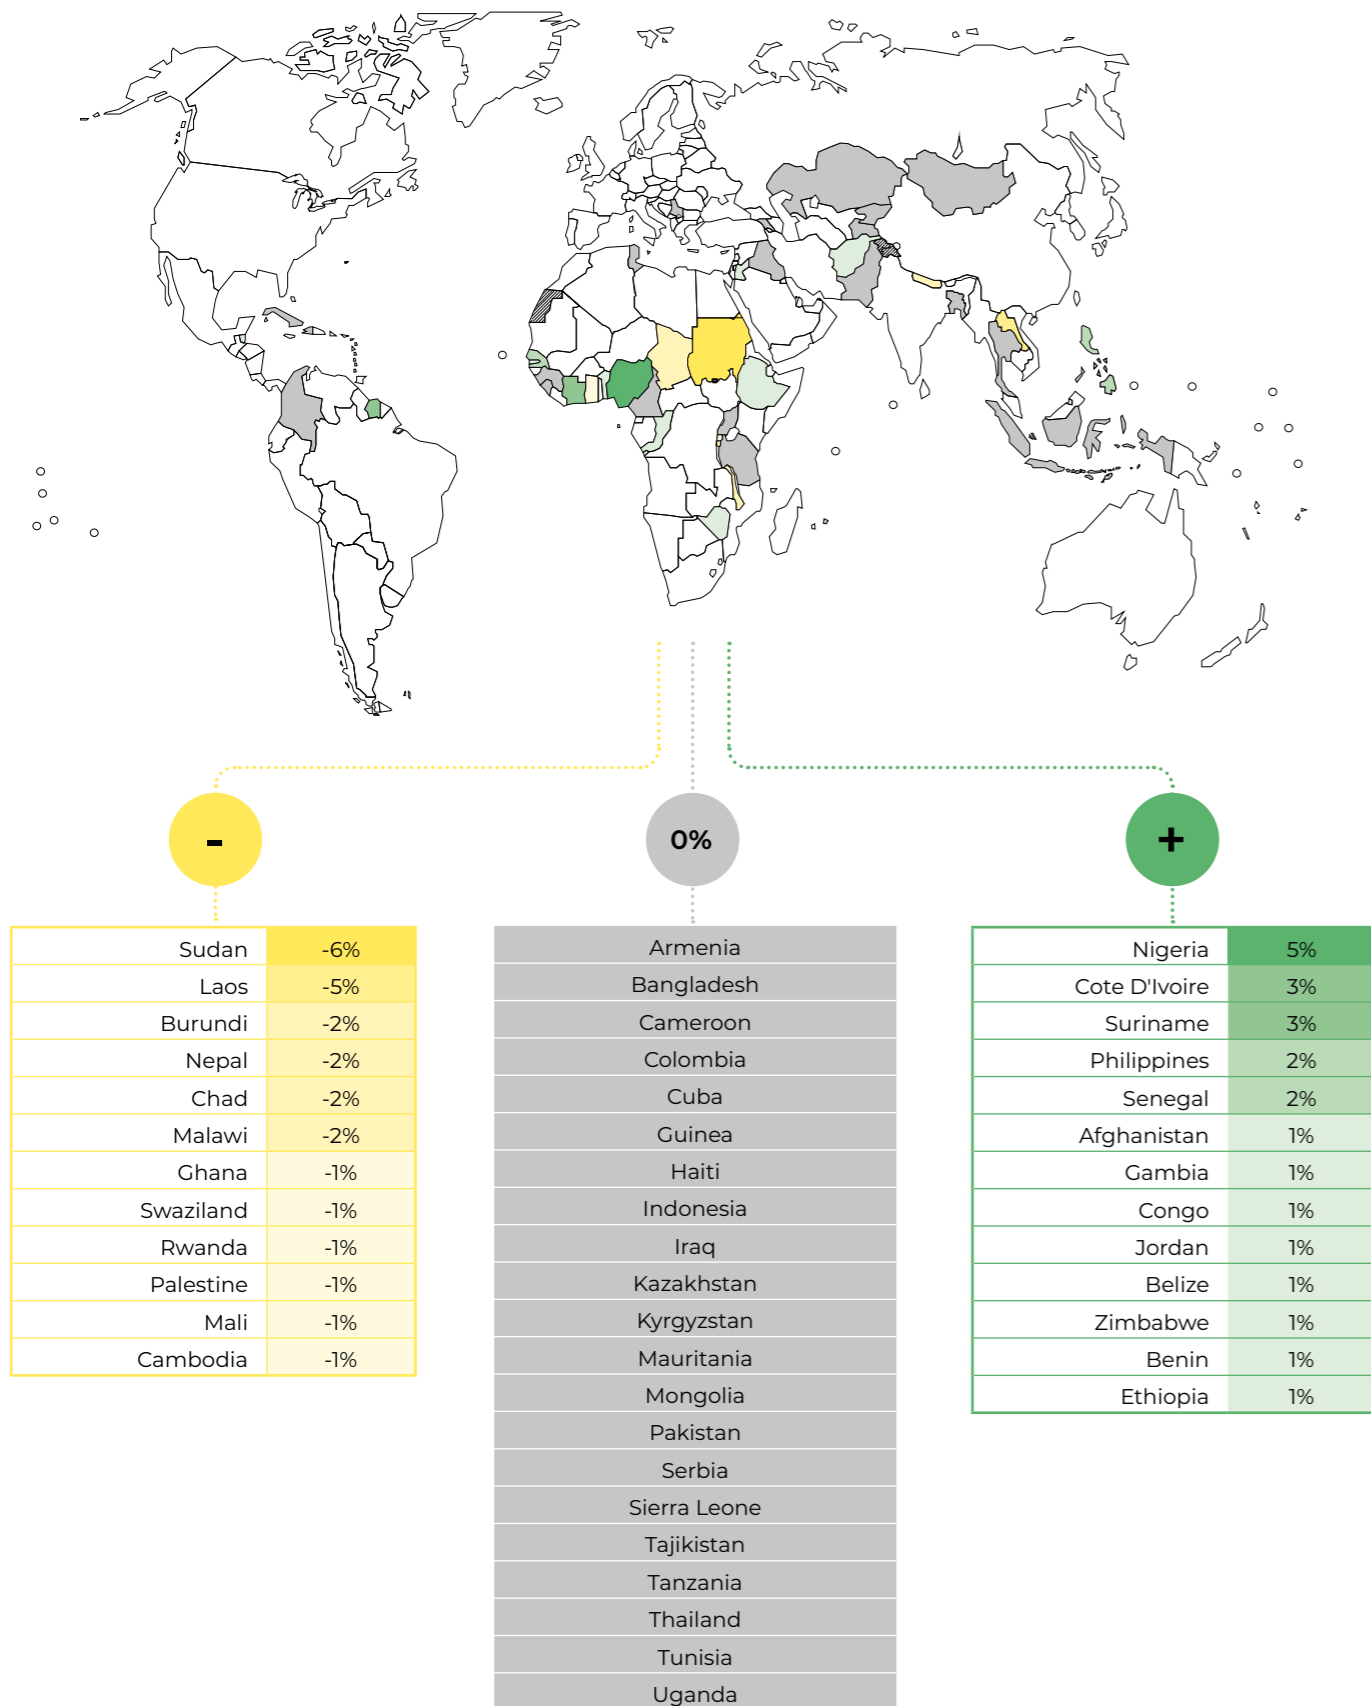 -
0%
+
Sudan -6%
Laos -5%
Burundi -2%
Nepal -2%
Chad -2%
Malawi -2%
Ghana -1%
Swaziland -1%
Rwanda -1%
Palestine -1%
Mali -1%
Cambodia -1%
Armenia
Bangladesh
Cameroon
Colombia
Cuba
Guinea
Haiti
Indonesia
Iraq
Kazakhstan
Kyrgyzstan
Mauritania
Mongolia
Pakistan
Serbia
Sierra Leone
Tajikistan
Tanzania
Thailand
Tunisia
Uganda
Nigeria 5%
Cote D'Ivoire 3%
Suriname 3%
Philippines 2%
Senegal 2%
Afghanistan 1%
Gambia 1%
Congo 1%
Jordan 1%
Belize 1%
Zimbabwe 1%
Benin 1%
Ethiopia 1%